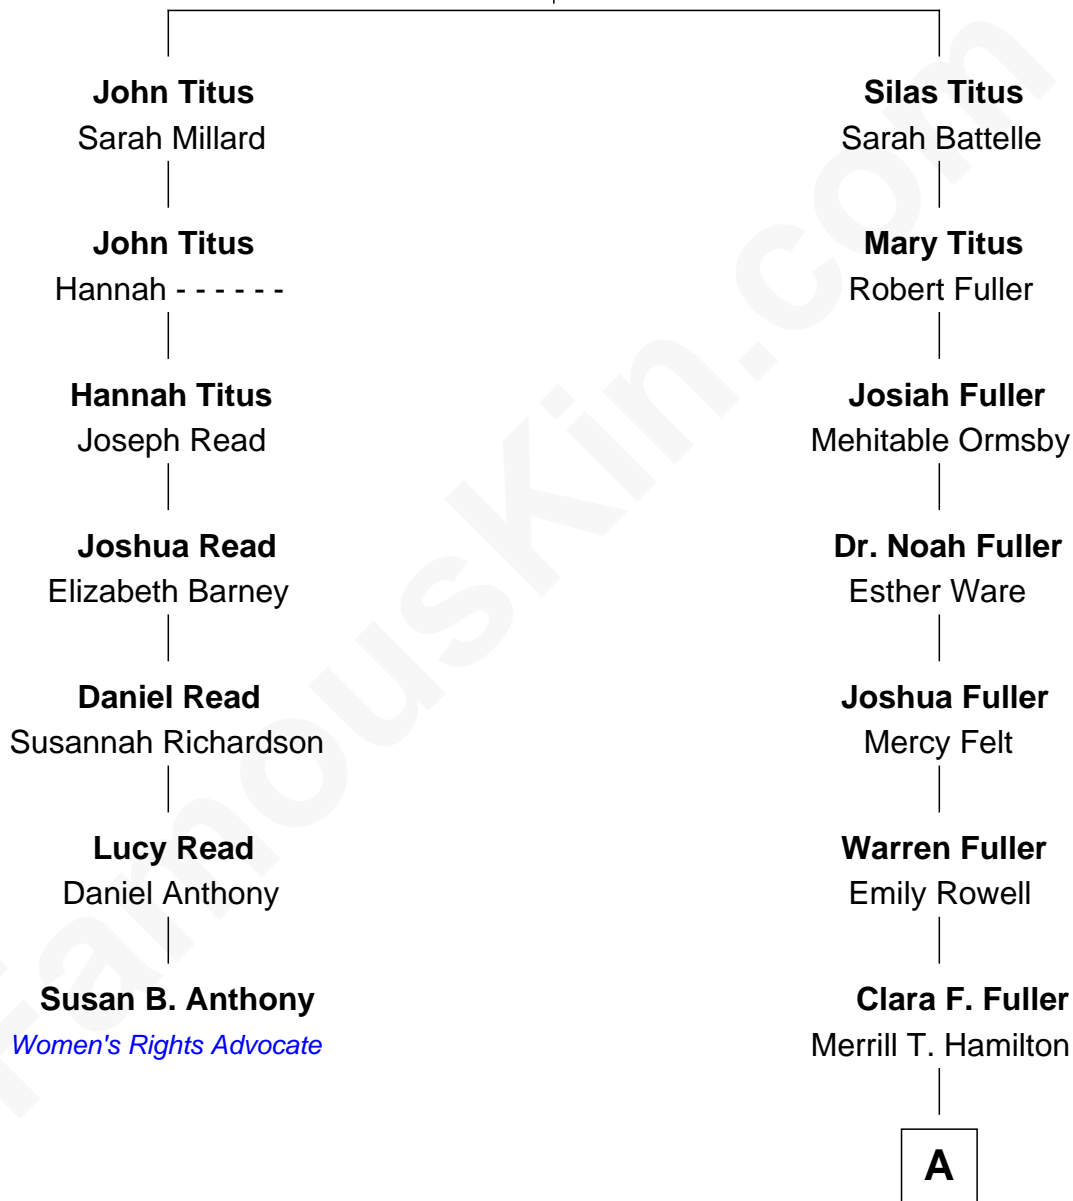 John Titus
Sarah Millard
John Titus
Hannah - - - - - -
Hannah Titus
Joseph Read
Joshua Read
Elizabeth Barney
Daniel Read
Susannah Richardson
Lucy Read
Daniel Anthony
Susan B. Anthony
Women's Rights Advocate
Silas Titus
Sarah Battelle
Mary Titus
Robert Fuller
Josiah Fuller
Mehitable Ormsby
Dr. Noah Fuller
Esther Ware
Joshua Fuller
Mercy Felt
Warren Fuller
Emily Rowell
Clara F. Fuller
Merrill T. Hamilton
A
FamousKin.com